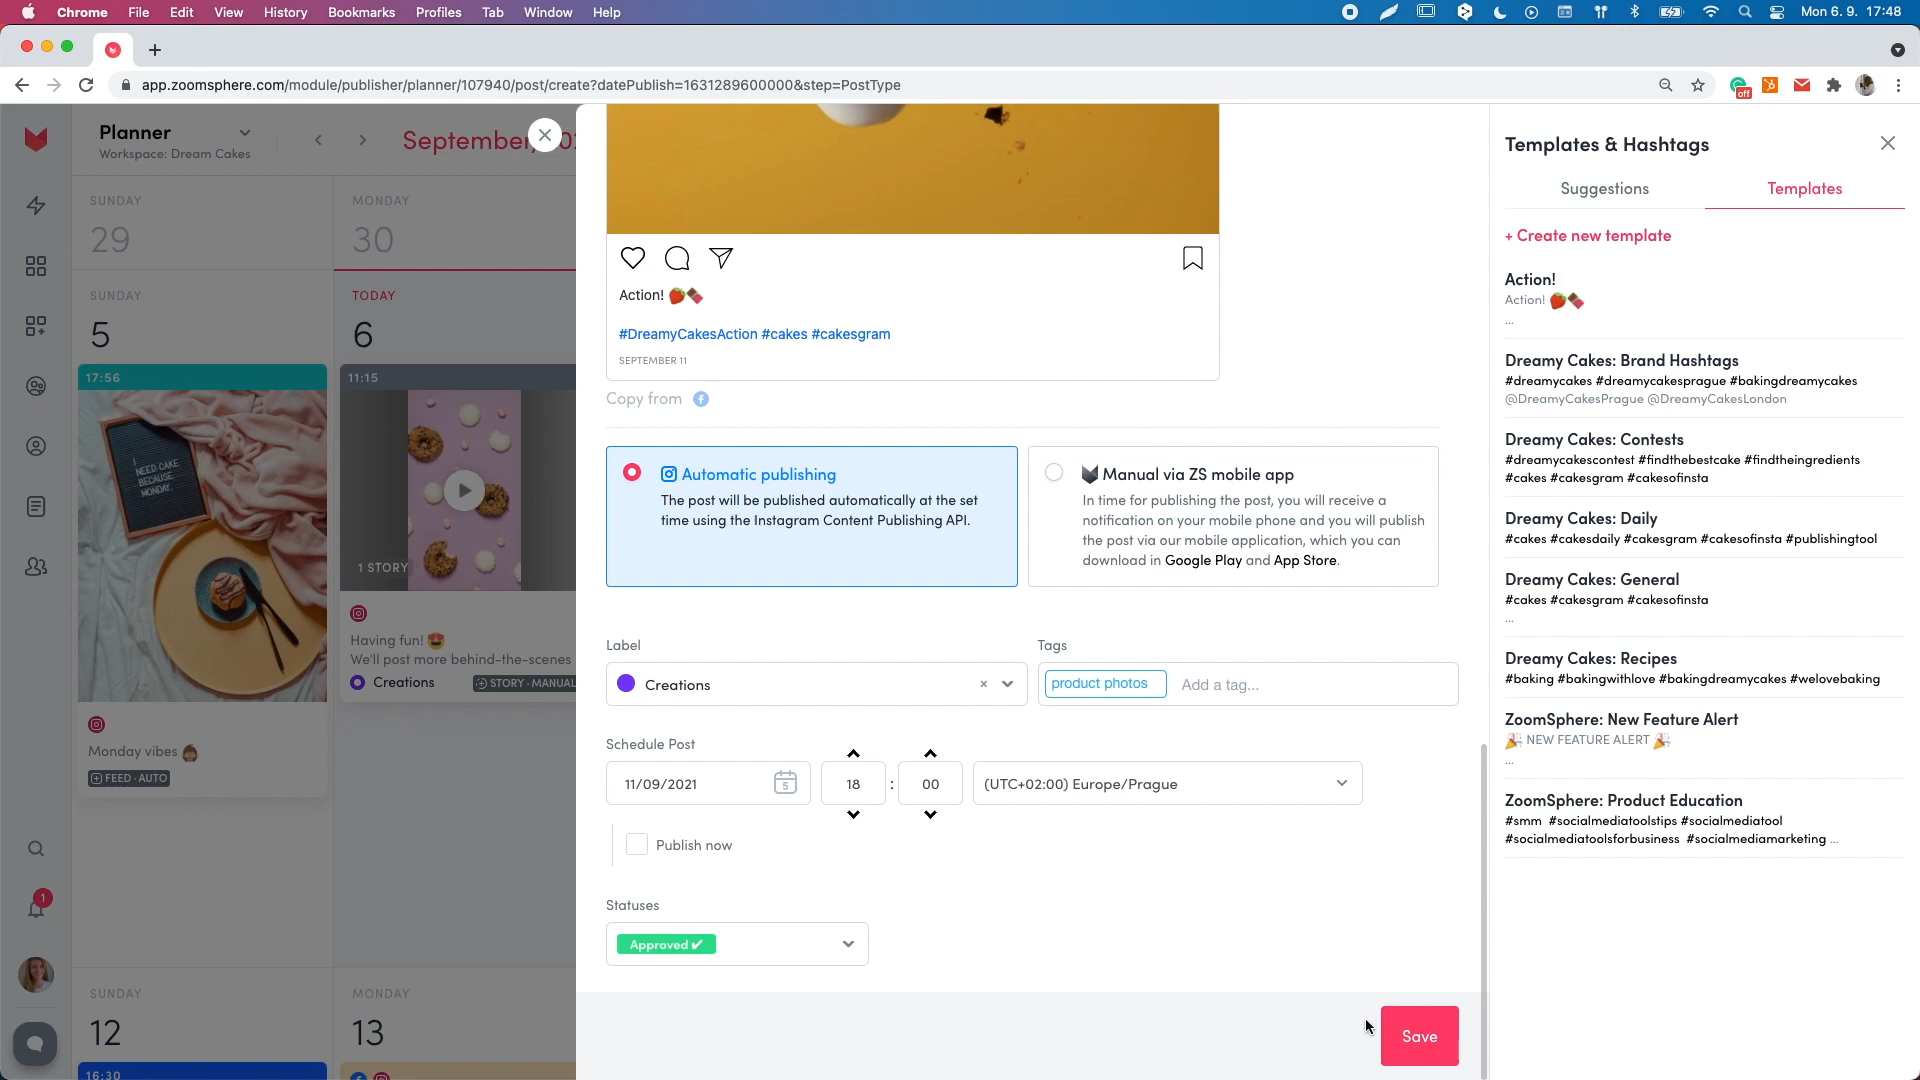 Chrome File Edit View History Bookmarks Profiles Tab Window Help Mon 6. 9. 17:48
app.zoomsphere.com/module/publisher/planner/107940/post/create?datePublish=1631289600000&step=PostType
off
Planner
Workspace: Dream Cakes
September,
SUNDAY
29
MONDAY
30
SUNDAY
5
TODAY
6
17:56
I NEED CAKE BECAUSE MONDAY.
Monday vibes
FEED · AUTO
11:15
1 STORY
Having fun! 😍
We'll post more behind-the-scenes
Creations
STORY · MANUAL
SUNDAY
12
MONDAY
13
16:30
1
Action! 🍓🍫
#DreamyCakesAction #cakes #cakesgram
SEPTEMBER 11
Copy from
Automatic publishing
The post will be published automatically at the set
time using the Instagram Content Publishing API.
Manual via ZS mobile app
In time for publishing the post, you will receive a
notification on your mobile phone and you will publish
the post via our mobile application, which you can
download in Google Play and App Store.
Label
Creations
Tags
product photos Add a tag...
Schedule Post
11/09/2021 5 18 : 00 (UTC+02:00) Europe/Prague
Publish now
Statuses
Approved ✔
Save
Templates & Hashtags
Suggestions Templates
+ Create new template
Action!
Action! 🍓🍫
...
Dreamy Cakes: Brand Hashtags
#dreamycakes #dreamycakesprague #bakingdreamycakes
@DreamyCakesPrague @DreamyCakesLondon
Dreamy Cakes: Contests
#dreamycakescontest #findthebestcake #findtheingredients
#cakes #cakesgram #cakesofinsta
Dreamy Cakes: Daily
#cakes #cakesdaily #cakesgram #cakesofinsta #publishingtool
Dreamy Cakes: General
#cakes #cakesgram #cakesofinsta
...
Dreamy Cakes: Recipes
#baking #bakingwithlove #bakingdreamycakes #welovebaking
ZoomSphere: New Feature Alert
🎉 NEW FEATURE ALERT 🎉
...
ZoomSphere: Product Education
#smm #socialmediatoolstips #socialmediatool
#socialmediatoolsforbusiness #socialmediamarketing ...